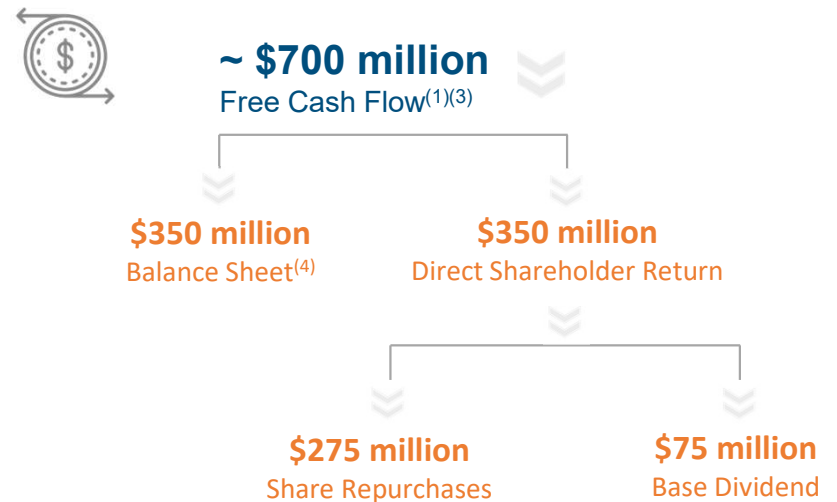 $
~ $700 million
Free Cash Flow(1)(3)
$350 million
Balance Sheet(4)
$350 million
Direct Shareholder Return
$275 million
Share Repurchases
$75 million
Base Dividend